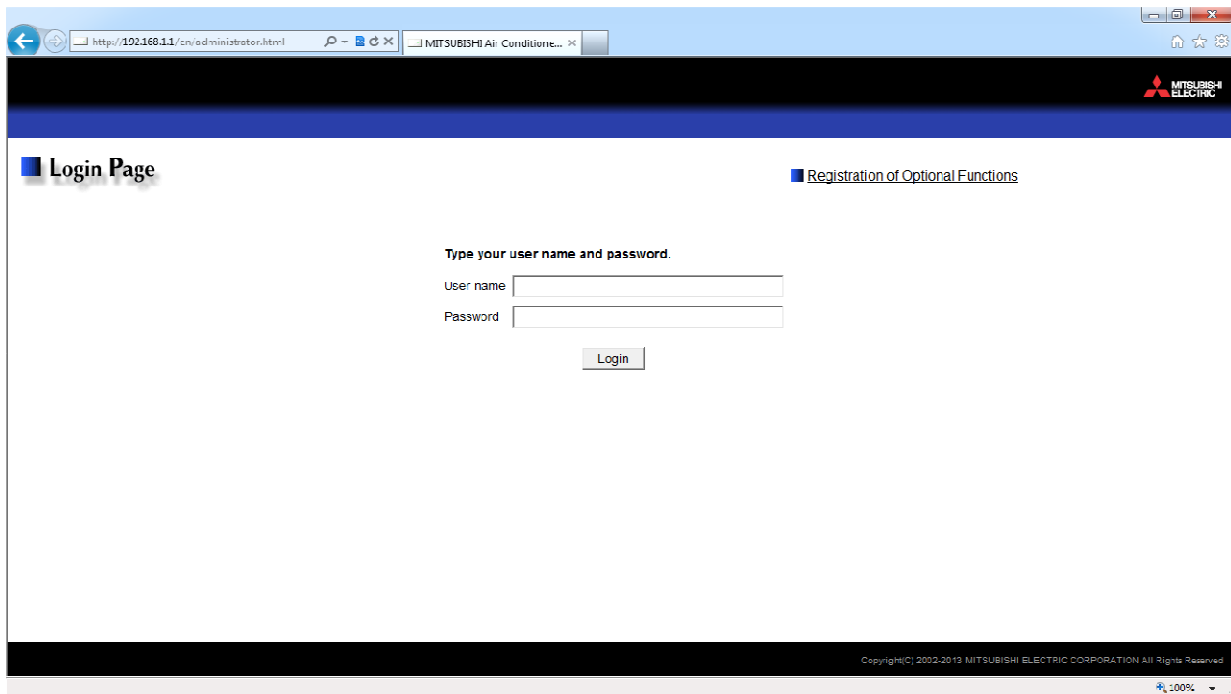 http://192.168.1.1/en/administrator.html
MITSUBISHI Air Conditione...
MITSUBISHI
ELECTRIC
Login Page
Registration of Optional Functions
Type your user name and password.
User name
Password
Login
Copyright(C) 2002-2013 MITSUBISHI ELECTRIC CORPORATION All Rights Reserved
100%